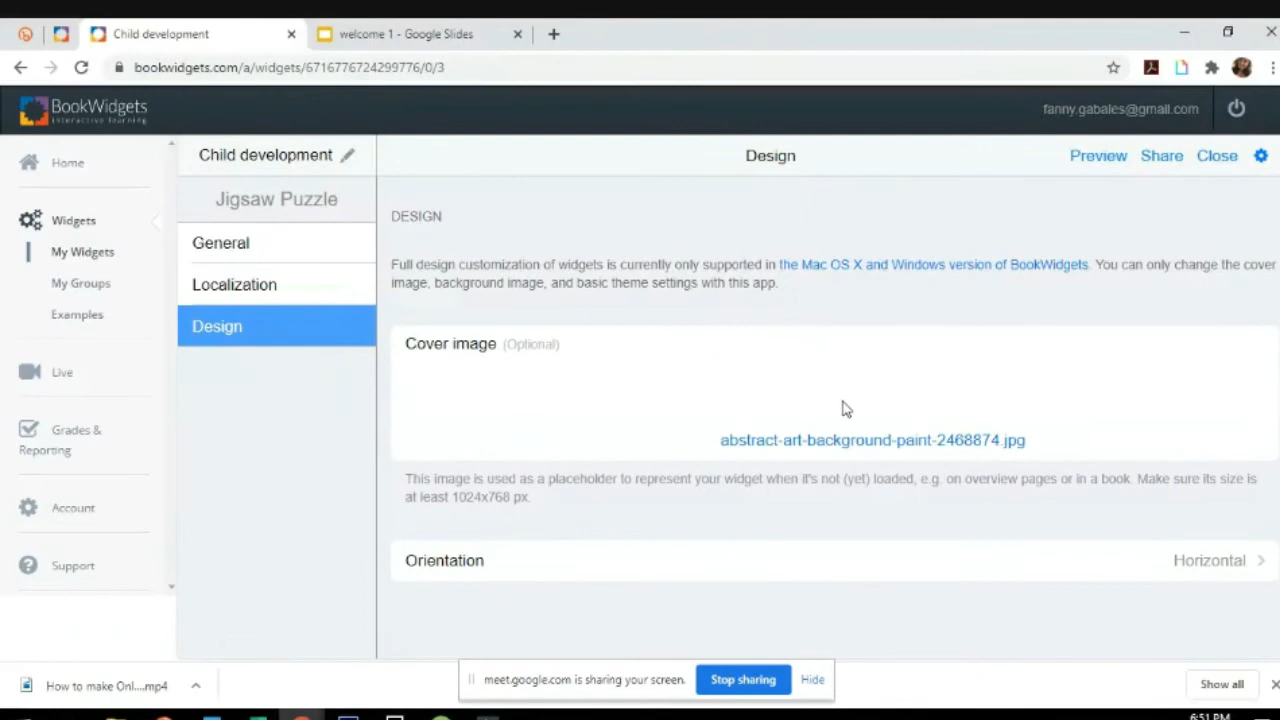 Child development
welcome 1 - Google Slides
bookwidgets.com/a/widgets/6716776724299776/0/3
BookWidgets
interactive learning
fanny.gabales@gmail.com
Home
Widgets
My Widgets
My Groups
Examples
Live
Grades &
Reporting
Account
Support
Child development
Jigsaw Puzzle
General
Localization
Design
Design
Preview Share Close
DESIGN
Full design customization of widgets is currently only supported in the Mac OS X and Windows version of BookWidgets. You can only change the cover
image, background image, and basic theme settings with this app.
Cover image (Optional)
abstract-art-background-paint-2468874.jpg
This image is used as a placeholder to represent your widget when it's not (yet) loaded, e.g. on overview pages or in a book. Make sure its size is
at least 1024x768 px.
Orientation Horizontal
How to make Onl....mp4
meet.google.com is sharing your screen. Stop sharing Hide
Show all
6:51 PM